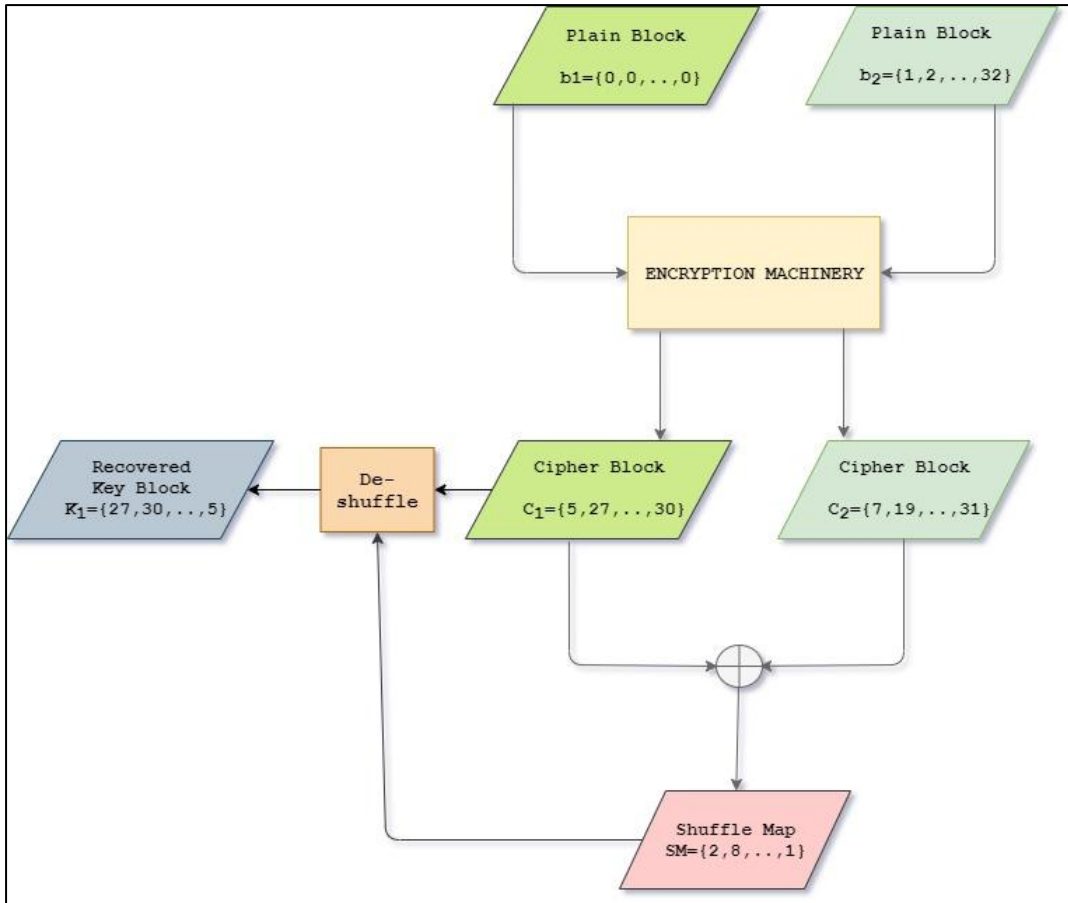 Plain Block
b1={0,0,..,0}
Plain Block
b₂={1,2,..,32}
ENCRYPTION MACHINERY
Recovered
Key Block
K₁={27,30,..,5}
De-
shuffle
Cipher Block
C₁={5,27,..,30}
Cipher Block
C₂={7,19,..,31}
Shuffle Map
SM={2,8,..,1}